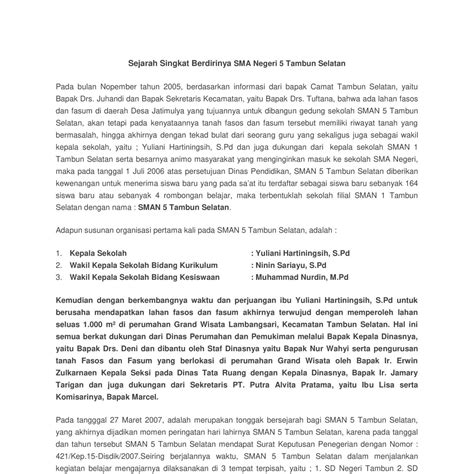 Sejarah Singkat Berdirinya SMA Negeri 5 Tambun Selatan
Pada bulan Nopember tahun 2005, berdasarkan informasi dari bapak Camat Tambun Selatan, yaitu
Bapak Drs. Juhandi dan Bapak Sekretaris Kecamatan, yaitu Bapak Drs. Tuftana, bahwa ada lahan fasos
dan fasum di daerah Desa Jatimulya yang tujuannya untuk dibangun gedung sekolah SMAN 5 Tambun
Selatan, akan tetapi pada kenyataannya tanah fasos dan fasum tersebut memiliki riwayat tanah yang
bermasalah, hingga akhirnya dengan tekad bulat dari seorang guru yang sekaligus juga sebagai wakil
kepala sekolah, yaitu ; Yuliani Hartiningsih, S.Pd dan juga dukungan dari kepala sekolah SMAN 1
Tambun Selatan serta besarnya animo masyarakat yang menginginkan masuk ke sekolah SMA Negeri,
maka pada tanggal 1 Juli 2006 atas persetujuan Dinas Pendidikan, SMAN 5 Tambun Selatan diberikan
kewenangan untuk menerima siswa baru yang pada sa'at itu terdaftar sebagai siswa baru sebanyak 164
siswa baru atau sebanyak 4 rombongan belajar, maka terbentuklah sekolah filial SMAN 1 Tambun
Selatan dengan nama : SMAN 5 Tambun Selatan.
Adapun susunan organisasi pertama kali pada SMAN 5 Tambun Selatan, adalah :
1. Kepala Sekolah : Yuliani Hartiningsih, S.Pd
2. Wakil Kepala Sekolah Bidang Kurikulum : Ninin Sariayu, S.Pd
3. Wakil Kepala Sekolah Bidang Kesiswaan : Muhammad Nurdin, M.Pd
Kemudian dengan berkembangnya waktu dan perjuangan ibu Yuliani Hartiningsih, S.Pd untuk
berusaha mendapatkan lahan fasos dan fasum akhirnya terwujud dengan memperoleh lahan
seluas 1.000 m² di perumahan Grand Wisata Lambangsari, Kecamatan Tambun Selatan. Hal ini
semua berkat dukungan dari Dinas Perumahan dan Pemukiman melalui Bapak Kepala Dinasnya,
yaitu Bapak Drs. Deni dan dibantu oleh Staf Dinasnya yaitu Bapak Nur Wahyi serta pengurusan
tanah Fasos dan Fasum yang berlokasi di perumahan Grand Wisata oleh Bapak Ir. Erwin
Zulkarnaen Kepala Seksi pada Dinas Tata Ruang dengan Kepala Dinasnya, Bapak Ir. Jamary
Tarigan dan juga dukungan dari Sekretaris PT. Putra Alvita Pratama, yaitu Ibu Lisa serta
Komisarinya, Bapak Marcel.
Pada tangggal 27 Maret 2007, adalah merupakan tonggak bersejarah bagi SMAN 5 Tambun Selatan,
yang akhirnya dijadikan momen peringatan hari lahirnya SMAN 5 Tambun Selatan, karena pada tanggal
dan tahun tersebut SMAN 5 Tambun Selatan mendapat Surat Keputusan Penegerian dengan Nomor :
421/Kep.15-Disdik/2007.Seiring berjalannya waktu, SMAN 5 Tambun Selatan dalam menjalankan
kegiatan belajar mengajarnya dilaksanakan di 3 tempat terpisah, yaitu ; 1. SD Negeri Tambun 2. SD